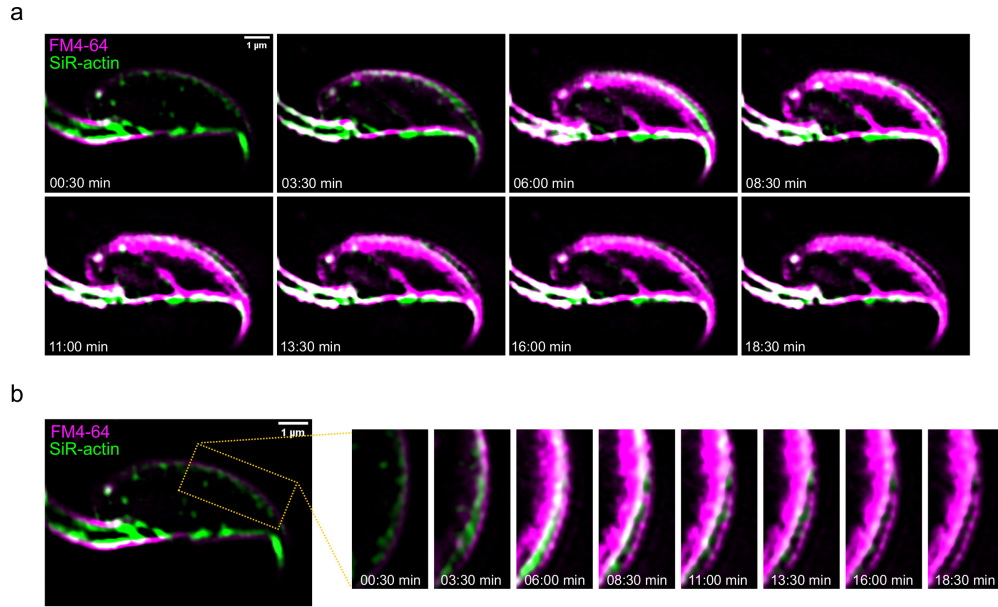 a
FM4-64
SiR-actin
1 µm
00:30 min
03:30 min
06:00 min
08:30 min
11:00 min
13:30 min
16:00 min
18:30 min
b
FM4-64
SiR-actin
1 µm
00:30 min
03:30 min
06:00 min
08:30 min
11:00 min
13:30 min
16:00 min
18:30 min